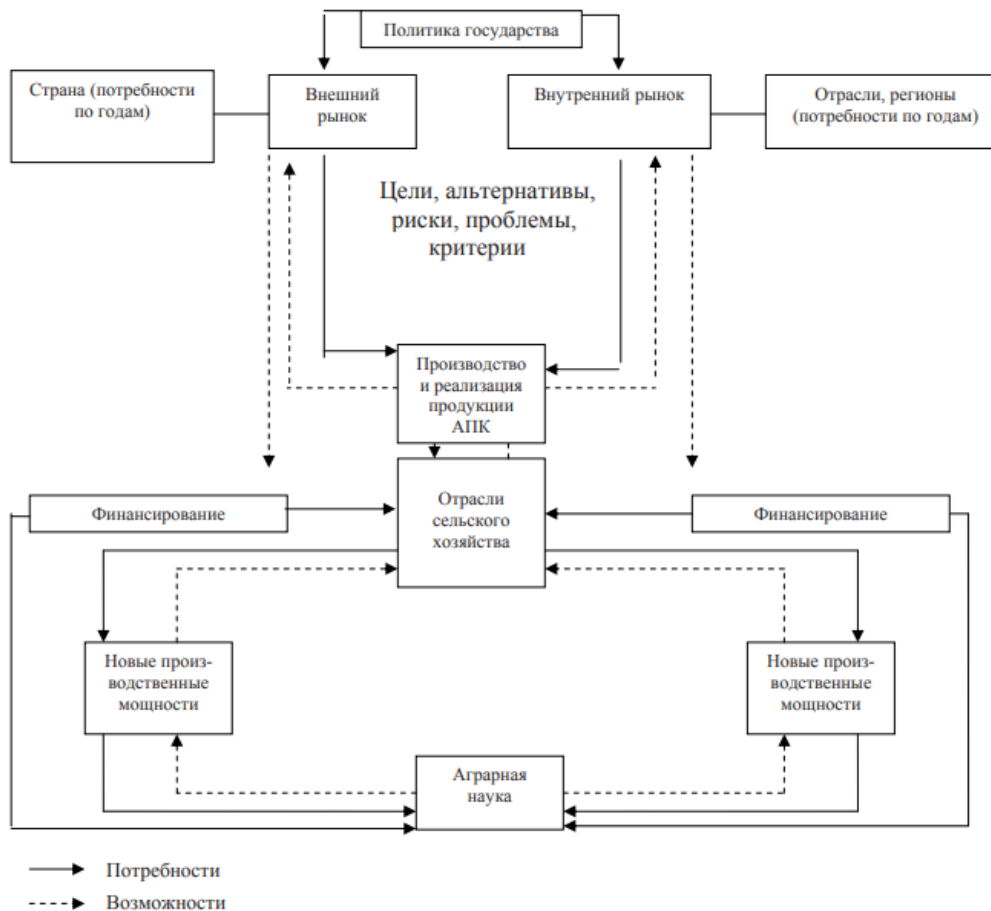 Политика государства
Страна (потребности
по годам)
Внешний
рынок
Внутренний рынок
Отрасли, регионы
(потребности по годам)
Цели, альтернативы,
риски, проблемы,
критерии
Производство
и реализация
продукции
АПК
Финансирование
Отрасли
сельского
хозяйства
Финансирование
Новые произ-
водственные
мощности
Новые произ-
водственные
мощности
Аграрная
наука
Потребности
Возможности